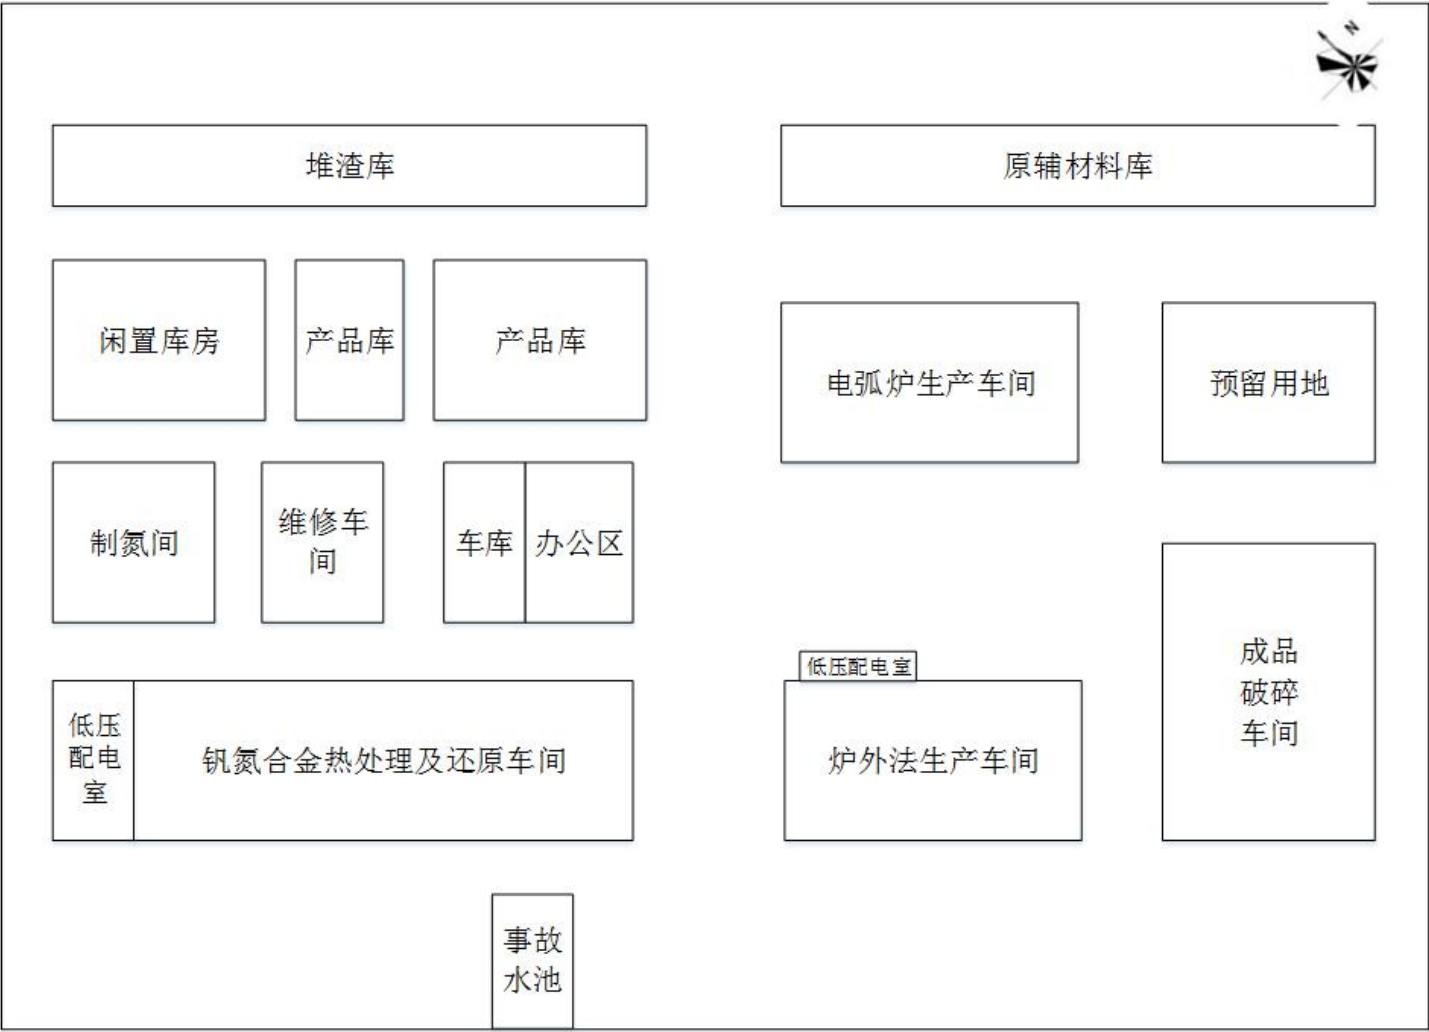 N
堆渣库
原辅材料库
闲置库房
产品库
产品库
电弧炉生产车间
预留用地
制氮间
维修车
间
车库
办公区
成品
破碎
车间
低压配电室
低压
配电
室
钒氮合金热处理及还原车间
炉外法生产车间
事故
水池